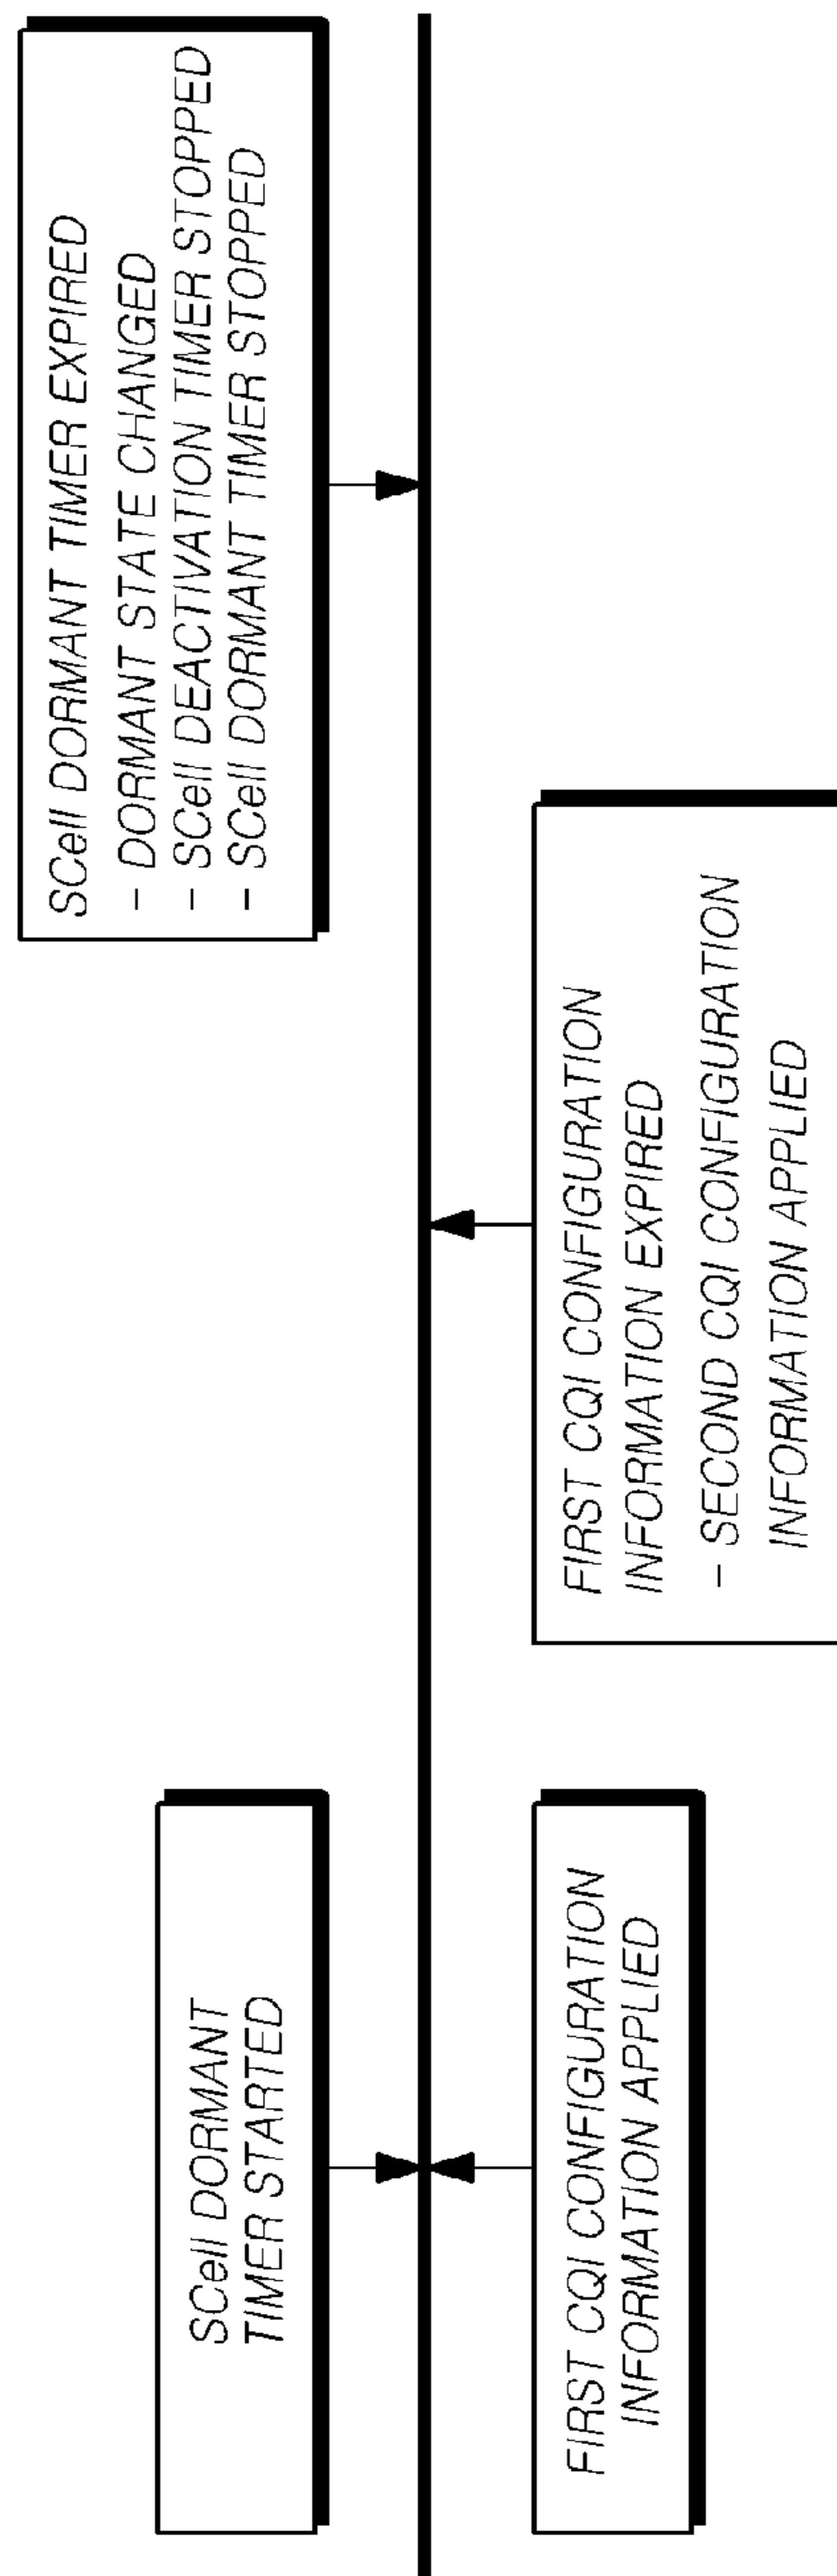 SCell DORMANT
TIMER STARTED
SCell DORMANT TIMER EXPIRED
- DORMANT STATE CHANGED
- SCell DEACTIVATION TIMER STOPPED
- SCell DORMANT TIMER STOPPED
FIRST CQI CONFIGURATION
INFORMATION APPLIED
FIRST CQI CONFIGURATION
INFORMATION EXPIRED
- SECOND CQI CONFIGURATION
INFORMATION APPLIED